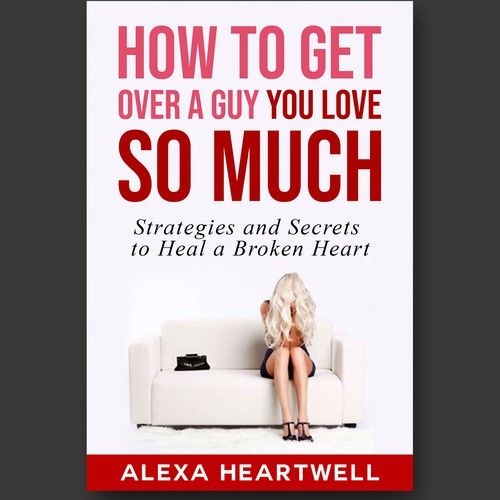 HOW TO GET
OVER A GUY YOU LOVE
SO MUCH
Strategies and Secrets
to Heal a Broken Heart
ALEXA HEARTWELL